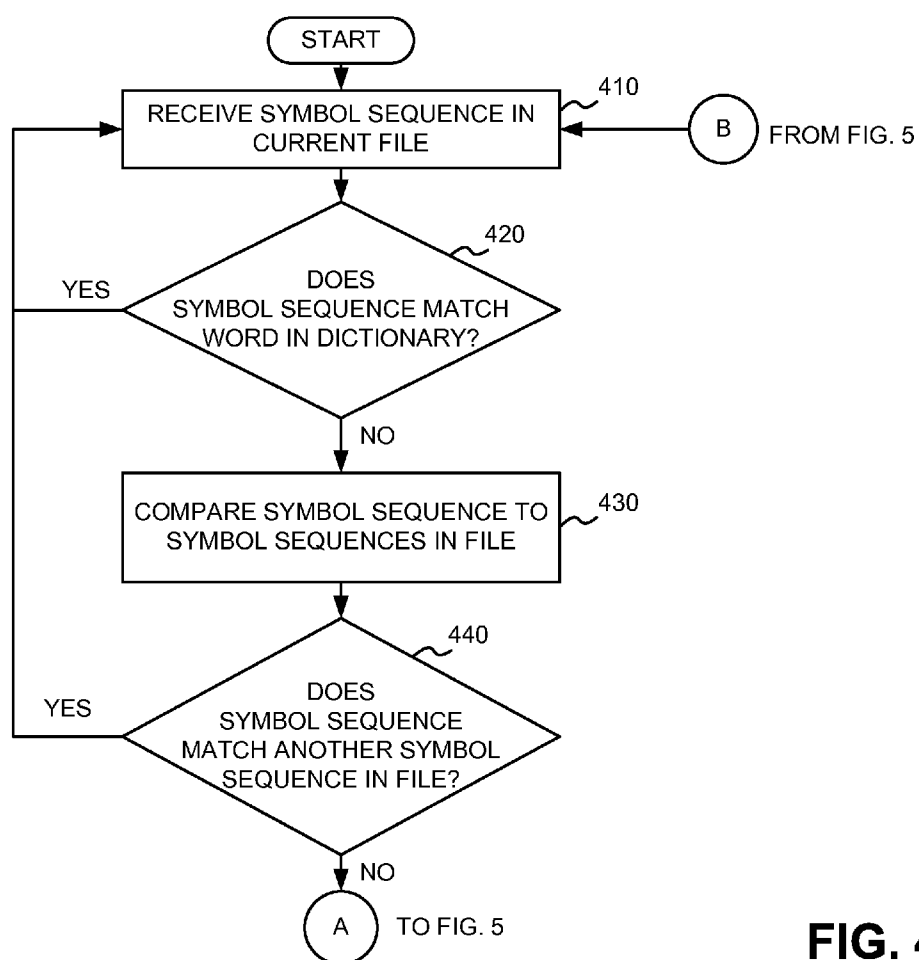 START
410
RECEIVE SYMBOL SEQUENCE IN
CURRENT FILE
B
FROM FIG. 5
420
DOES
SYMBOL SEQUENCE MATCH
WORD IN DICTIONARY?
YES
NO
430
COMPARE SYMBOL SEQUENCE TO
SYMBOL SEQUENCES IN FILE
440
DOES
SYMBOL SEQUENCE
MATCH ANOTHER SYMBOL
SEQUENCE IN FILE?
YES
NO
A
TO FIG. 5
FIG. 4